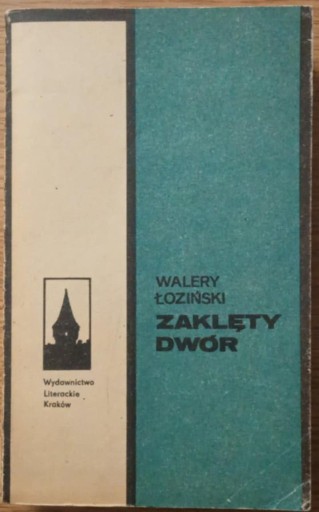 WALERY
ŁOZIŃSKI
ZAKLĘTY
DWÓR
Wydawnictwo
Literackie
Kraków